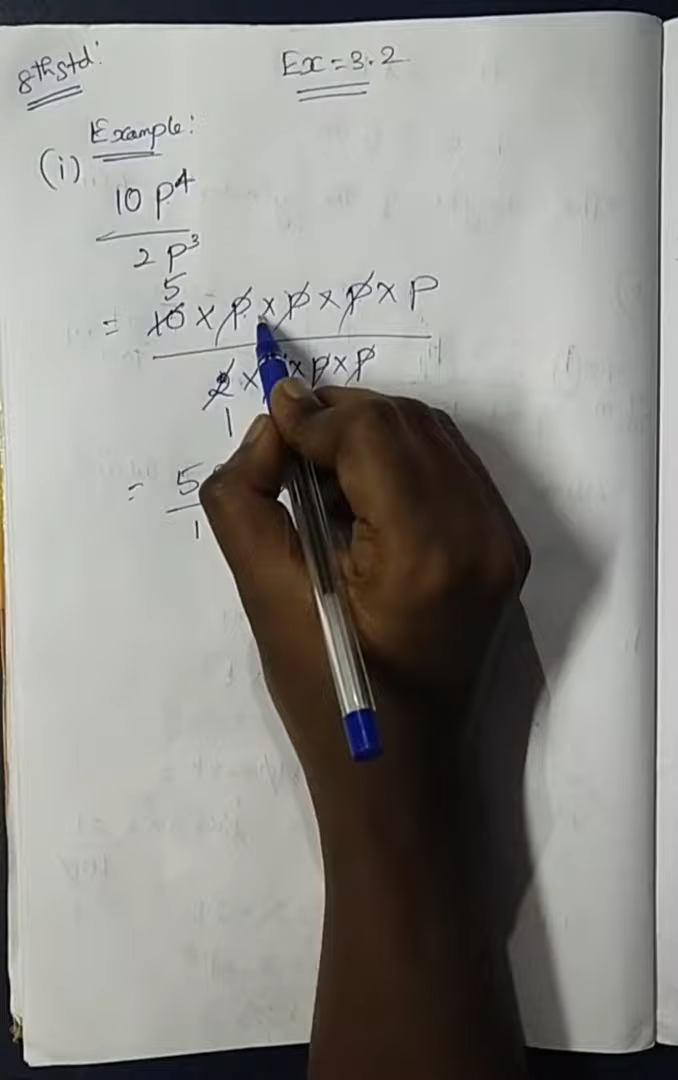 8th std:
Ex = 3.2
Example:
(i)
10 p⁴
2 p³
5
= 10 × p × p × p × p
2 × × p × p
1
= 5
1